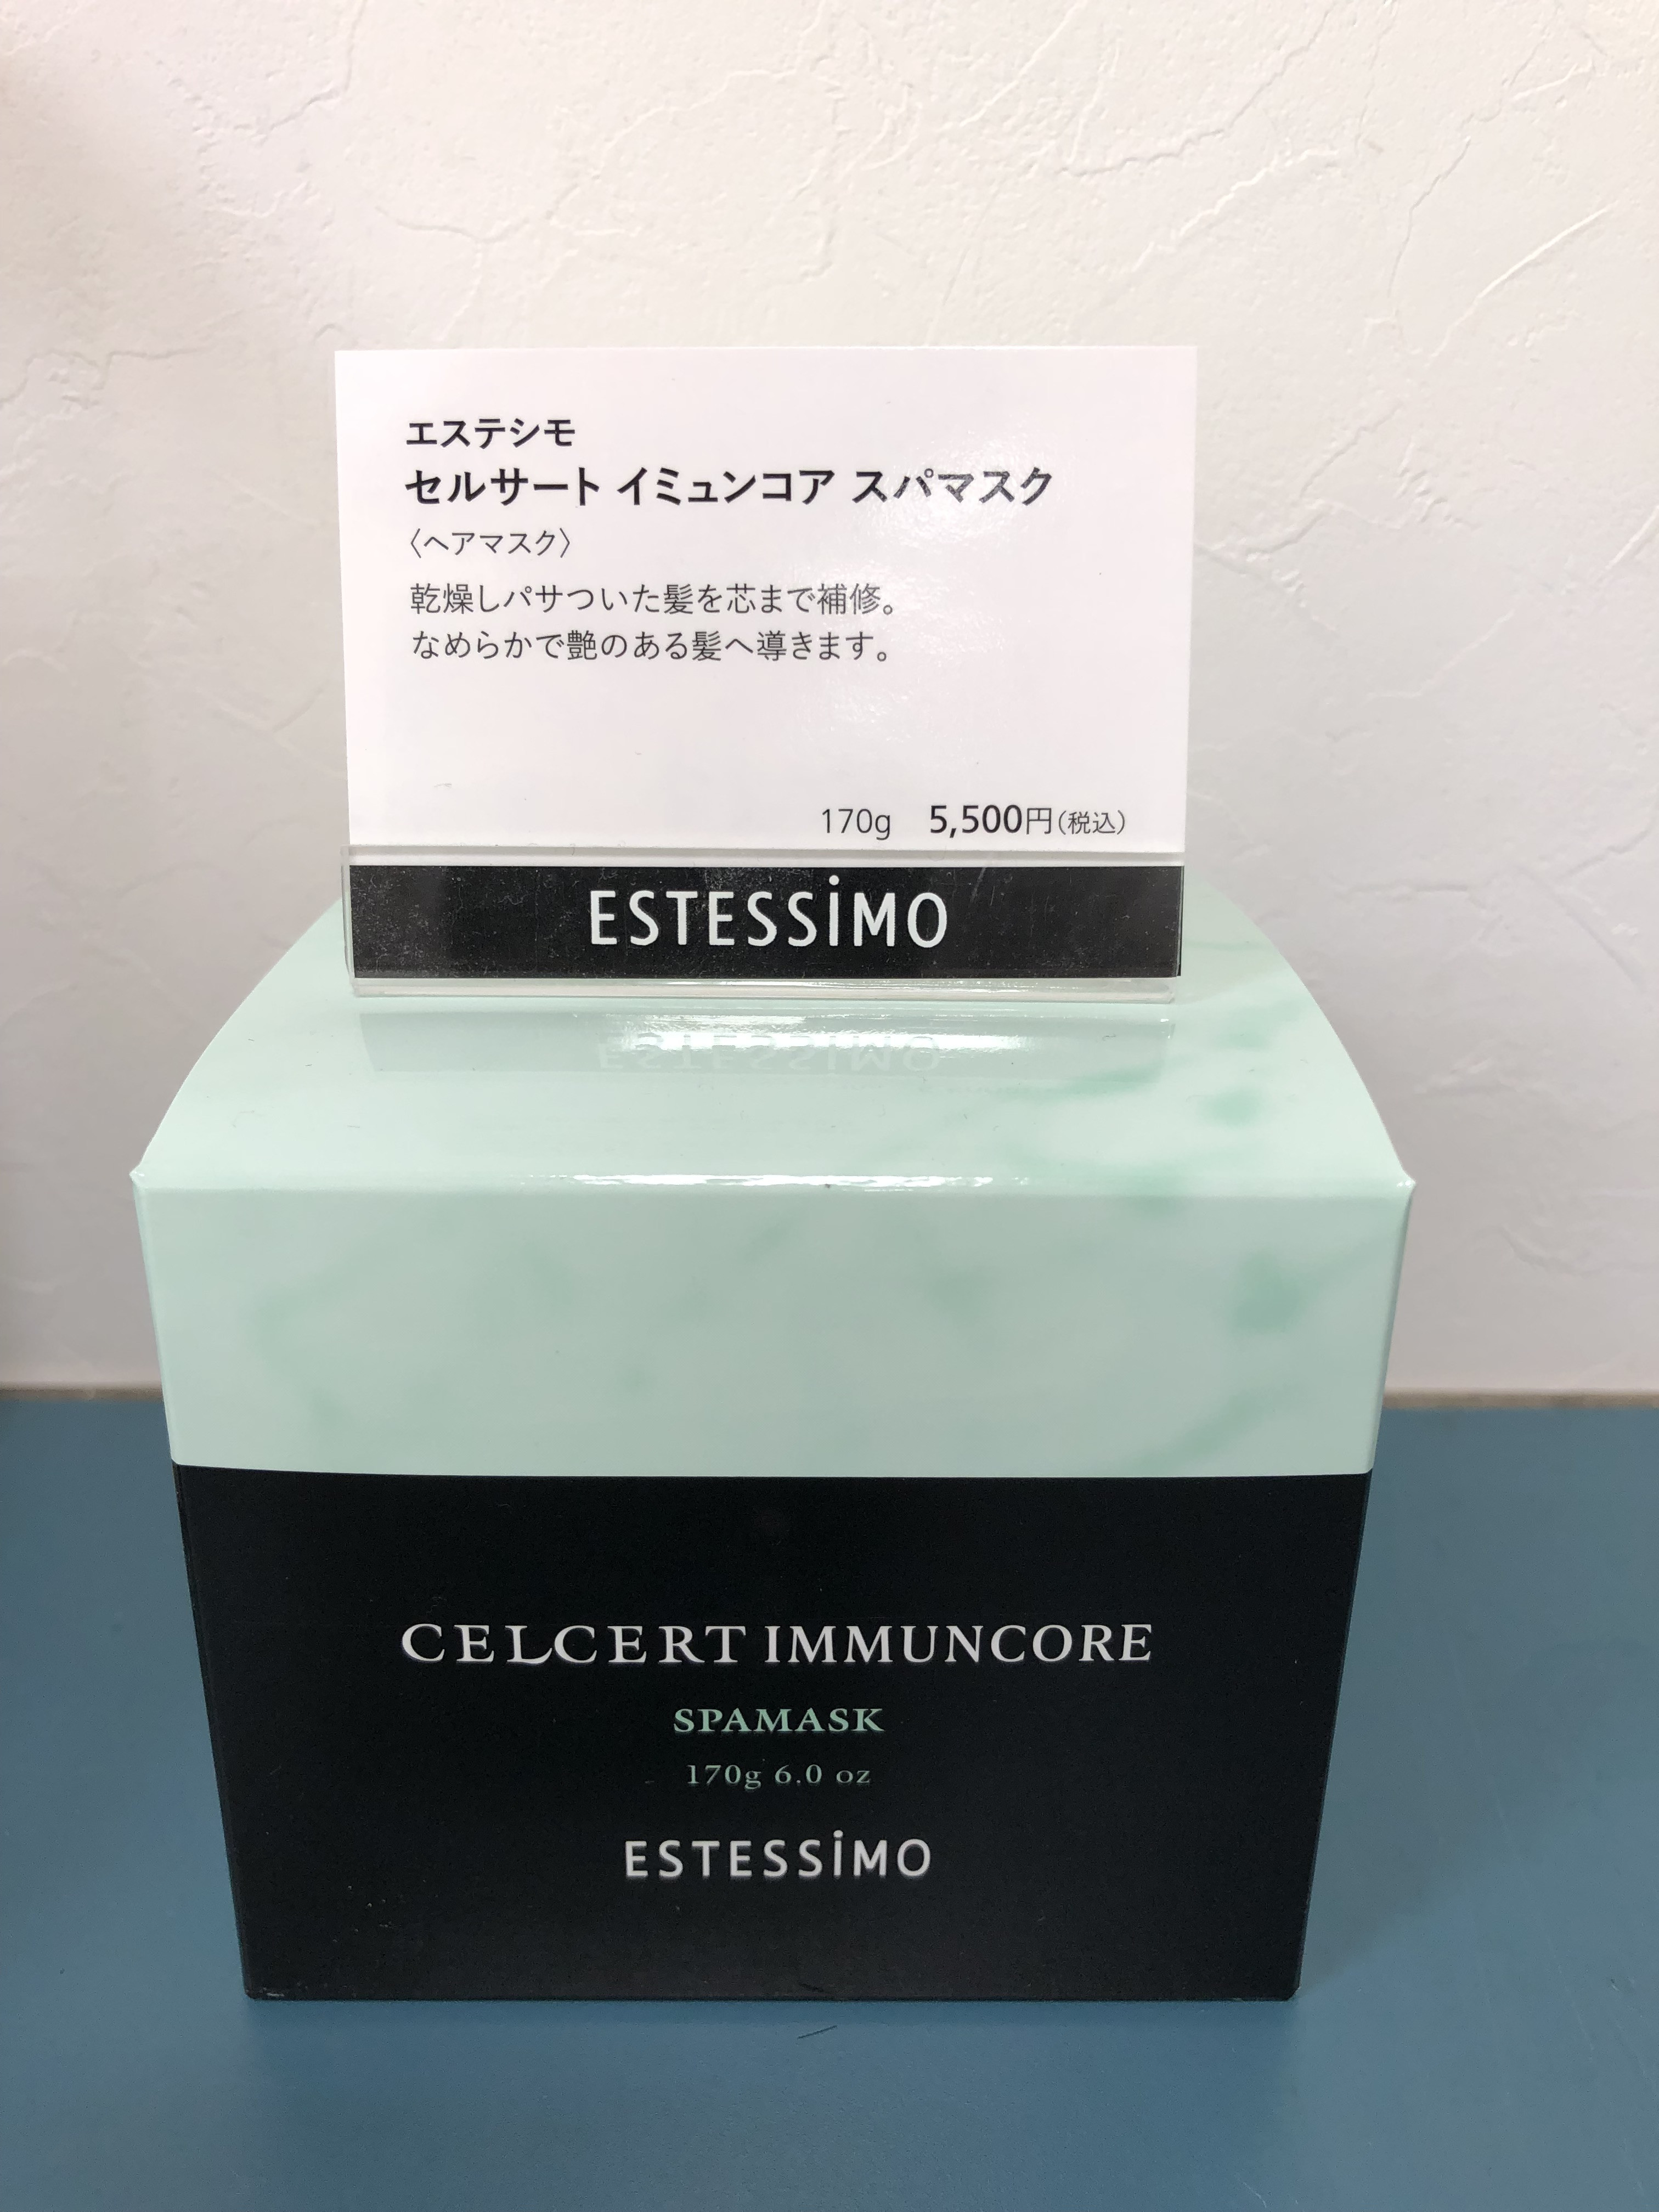 エステシモ
セルサート イミュンコア スパマスク
〈ヘアマスク〉
乾燥しパサついた髪を芯まで補修。
なめらかで艶のある髪へ導きます。
170g 5,500円(税込)
ESTESSiMO
CELCERT IMMUNCORE
SPAMASK
170g 6.0 oz
ESTESSiMO